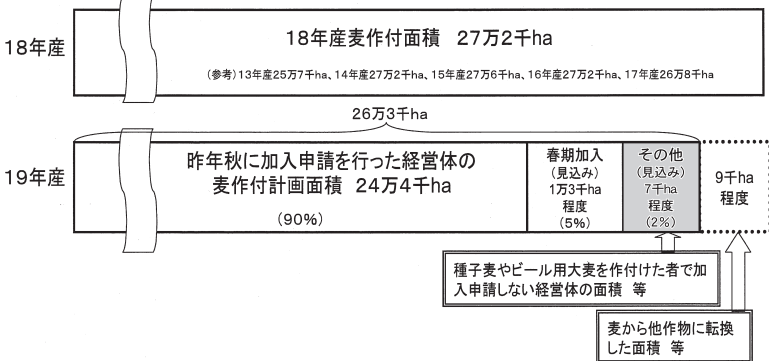 18年産
18年産麦作付面積 27万2千ha
(参考)13年産25万7千ha、14年産27万2千ha、15年産27万6千ha、16年産27万2千ha、17年産26万8千ha
26万3千ha
19年産
昨年秋に加入申請を行った経営体の
麦作付計画面積 24万4千ha
(90%)
春期加入
(見込み)
1万3千ha
程度
(5%)
その他
(見込み)
7千ha
程度
(2%)
9千ha
程度
種子麦やビール用大麦を作付けた者で加
入申請しない経営体の面積 等
麦から他作物に転換
した面積 等